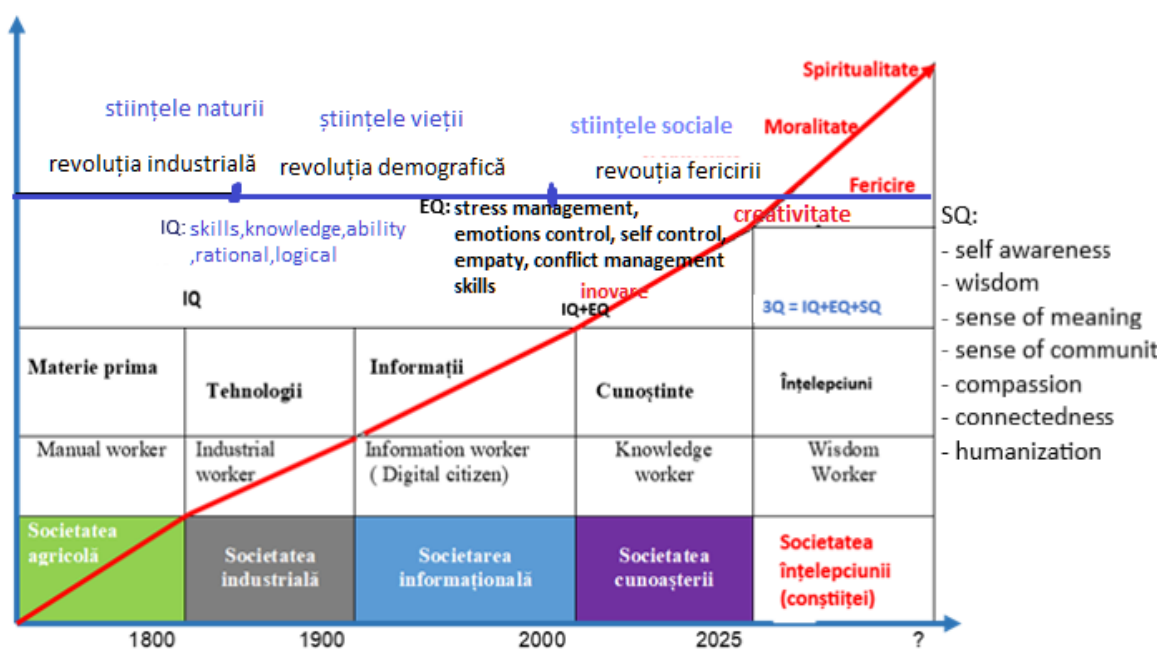 Spiritualitate
științele naturii
științele vieții
stiințele sociale
Moralitate
revoluția industrială
revoluția demografică
revouția fericirii
Fericire
IQ: skills,knowledge,ability
,rational,logical
EQ: stress management,
emotions control, self control,
empaty, conflict management
skills
creativitate
inovare
IQ
IQ+EQ
3Q = IQ+EQ+SQ
SQ:
- self awareness
- wisdom
- sense of meaning
- sense of communit
- compassion
- connectedness
- humanization
Materie prima
Tehnologii
Informații
Cunoștinte
Înțelepciuni
Manual worker
Industrial
worker
Information worker
( Digital citizen)
Knowledge
worker
Wisdom
Worker
Societatea
agricolă
Societatea
industrială
Societarea
informațională
Societatea
cunoașterii
Societatea
înțelepciunii
(conștiiței)
1800
1900
2000
2025
?